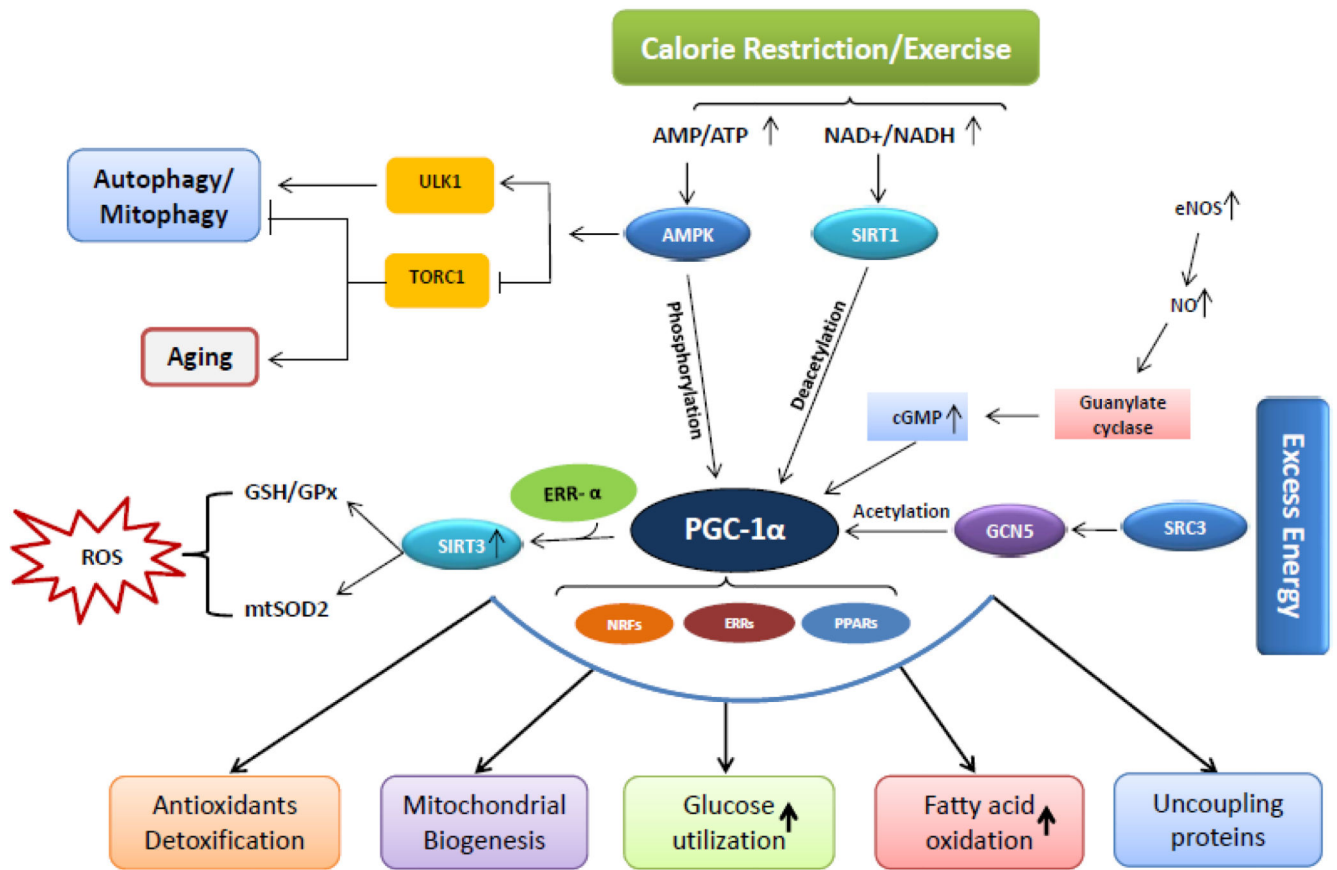 Calorie Restriction/Exercise
AMP/ATP ↑
NAD+/NADH ↑
Autophagy/
Mitophagy
ULK1
AMPK
SIRT1
eNOS↑
TORC1
NO↑
Aging
Phosphorylation
Deacetylation
cGMP ↑
Guanylate
cyclase
Excess Energy
GSH/GPx
ERR- α
PGC-1α
Acetylation
GCN5
SRC3
ROS
SIRT3 ↑
mtSOD2
NRFs
ERRs
PPARs
Antioxidants
Detoxification
Mitochondrial
Biogenesis
Glucose
utilization ↑
Fatty acid
oxidation ↑
Uncoupling
proteins